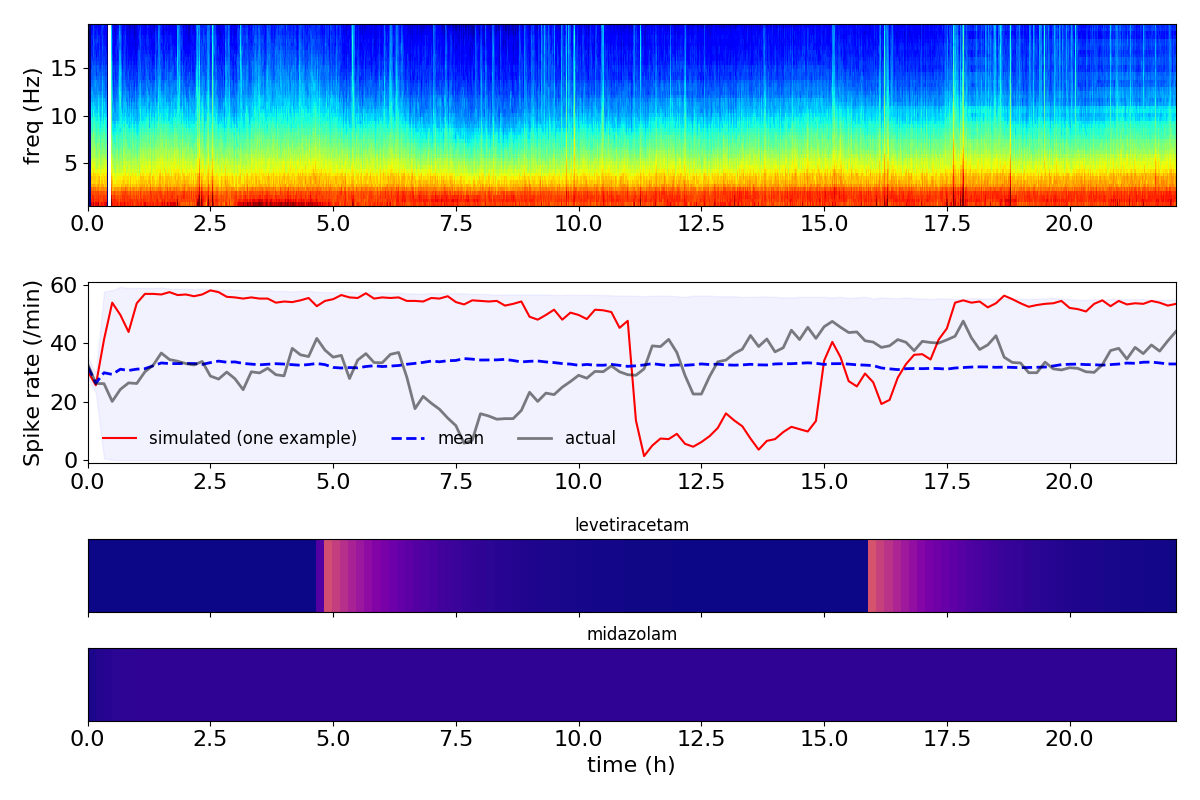 freq (Hz)
15
10
5
0.0 2.5 5.0 7.5 10.0 12.5 15.0 17.5 20.0
Spike rate (/min)
60
40
20
0
simulated (one example) mean actual
0.0 2.5 5.0 7.5 10.0 12.5 15.0 17.5 20.0
levetiracetam
midazolam
0.0 2.5 5.0 7.5 10.0 12.5 15.0 17.5 20.0
time (h)